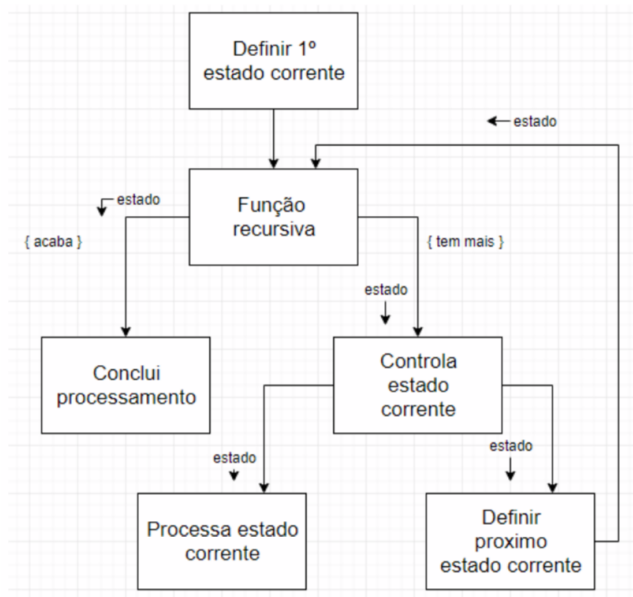 Definir 1º
estado corrente
estado
Função
recursiva
estado
{ acaba }
{ tem mais }
estado
Conclui
processamento
Controla
estado
corrente
estado
estado
Processa estado
corrente
Definir
proximo
estado corrente